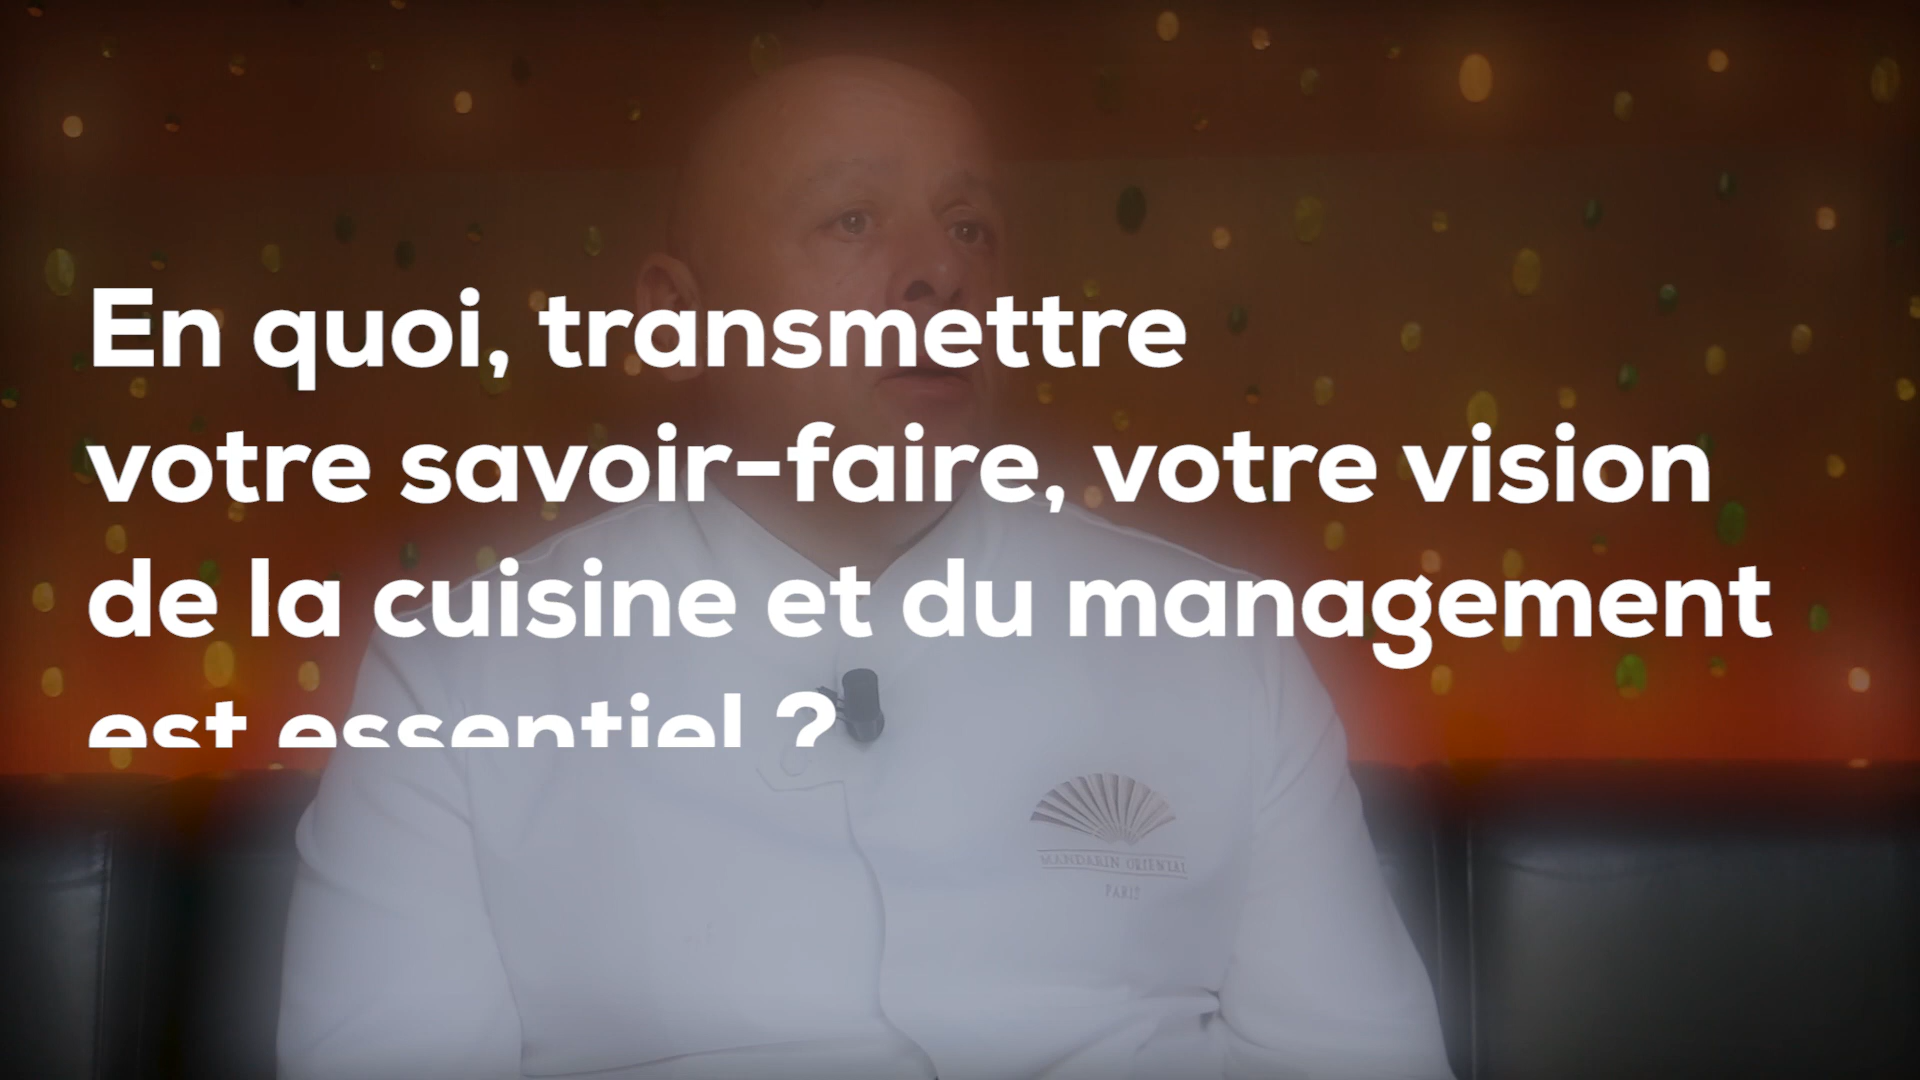 En quoi, transmettre
votre savoir-faire, votre vision
de la cuisine et du management
est essentiel ?
MANDARIN ORIENTAL
PARIS